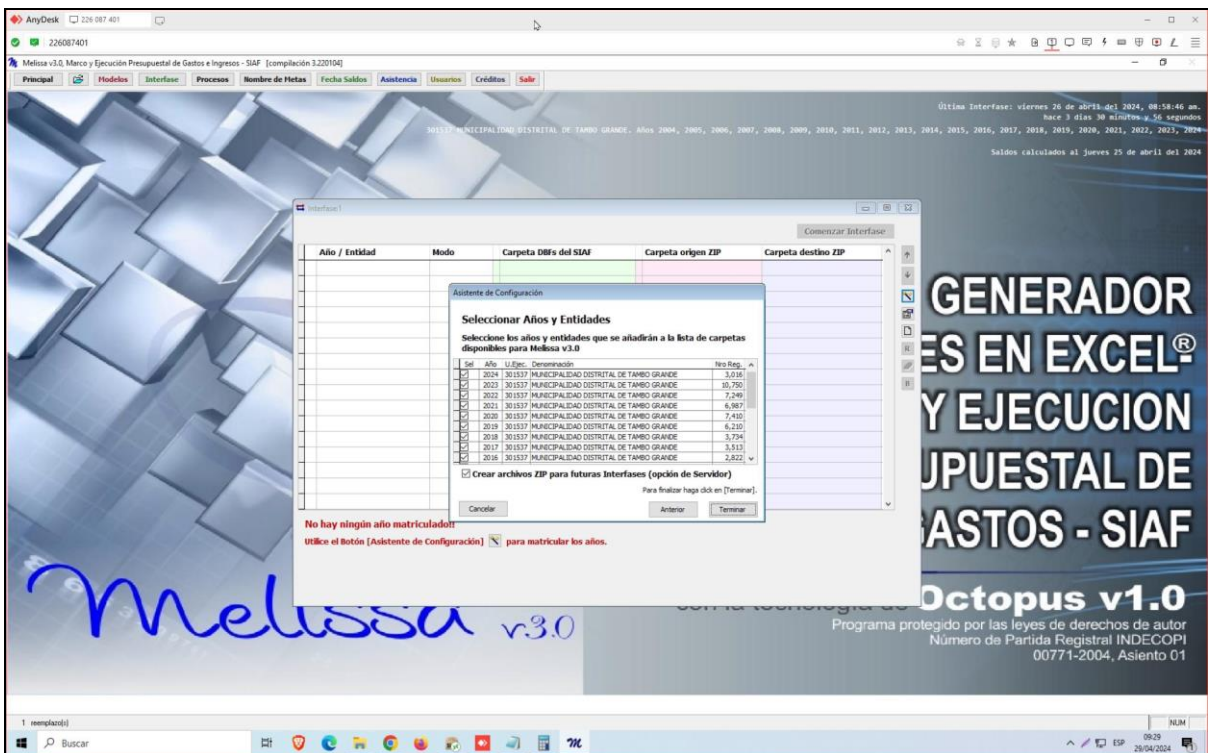 AnyDesk 226 087 401
226087401
Melissa v3.0, Marco y Ejecución Presupuestal de Gastos e Ingresos - SIAF [compilación 3.220104]
Principal Modelos Interfase Procesos Nombre de Metas Fecha Saldos Asistencia Usuarios Créditos Salir
Última Interfase: viernes 26 de abril del 2024, 08:58:46 am.
hace 3 dias 30 minutos y 56 segundos
301537 MUNICIPALIDAD DISTRITAL DE TAMBO GRANDE. Años 2004, 2005, 2006, 2007, 2008, 2009, 2010, 2011, 2012, 2013, 2014, 2015, 2016, 2017, 2018, 2019, 2020, 2021, 2022, 2023, 2024
Saldos calculados al jueves 25 de abril del 2024
Interfase:1
Comenzar Interfase
Año / Entidad Modo Carpeta DBFs del SIAF Carpeta origen ZIP Carpeta destino ZIP
Asistente de Configuración
Seleccionar Años y Entidades
Seleccione los años y entidades que se añadirán a la lista de carpetas
disponibles para Melissa v3.0
Sel Año U.Ejec. Denominación Nro Reg.
2024 301537 MUNICIPALIDAD DISTRITAL DE TAMBO GRANDE 3,016
2023 301537 MUNICIPALIDAD DISTRITAL DE TAMBO GRANDE 10,750
2022 301537 MUNICIPALIDAD DISTRITAL DE TAMBO GRANDE 7,249
2021 301537 MUNICIPALIDAD DISTRITAL DE TAMBO GRANDE 6,987
2020 301537 MUNICIPALIDAD DISTRITAL DE TAMBO GRANDE 7,410
2019 301537 MUNICIPALIDAD DISTRITAL DE TAMBO GRANDE 6,210
2018 301537 MUNICIPALIDAD DISTRITAL DE TAMBO GRANDE 3,734
2017 301537 MUNICIPALIDAD DISTRITAL DE TAMBO GRANDE 3,513
2016 301537 MUNICIPALIDAD DISTRITAL DE TAMBO GRANDE 2,822
Crear archivos ZIP para futuras Interfases (opción de Servidor)
Para finalizar haga click en [Terminar].
Cancelar Anterior Terminar
No hay ningún año matriculado!!
Utilice el Botón [Asistente de Configuración] para matricular los años.
GENERADOR
ES EN EXCEL®
Y EJECUCION
UPUESTAL DE
GASTOS - SIAF
Octopus v1.0
Programa protegido por las leyes de derechos de autor
Número de Partida Registral INDECOPI
00771-2004, Asiento 01
Melissa v3.0
1 reemplazo(s) NUM
Buscar ESP 09:29
29/04/2024